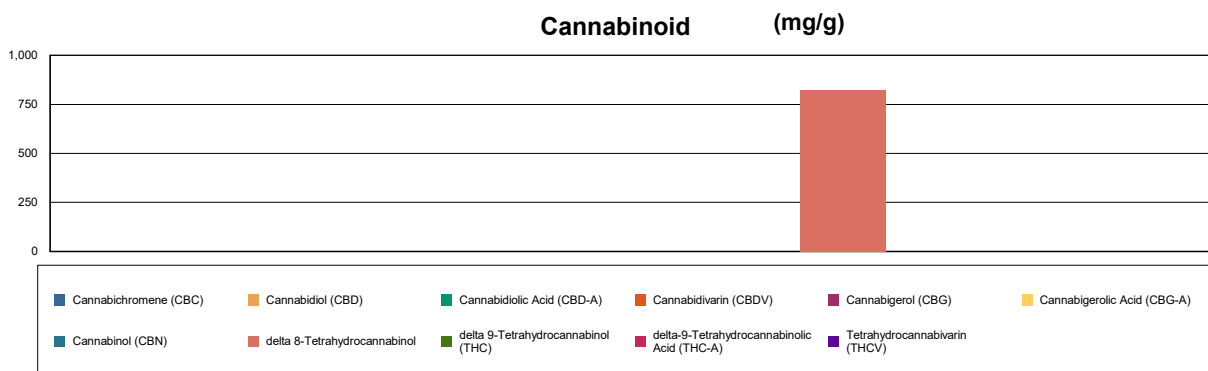 Cannabinoid (mg/g)
1,000
750
500
250
0
Cannabichromene (CBC)
Cannabidiol (CBD)
Cannabidiolic Acid (CBD-A)
Cannabidivarin (CBDV)
Cannabigerol (CBG)
Cannabigerolic Acid (CBG-A)
Cannabinol (CBN)
delta 8-Tetrahydrocannabinol
delta 9-Tetrahydrocannabinol
(THC)
delta-9-Tetrahydrocannabinolic
Acid (THC-A)
Tetrahydrocannabivarin
(THCV)